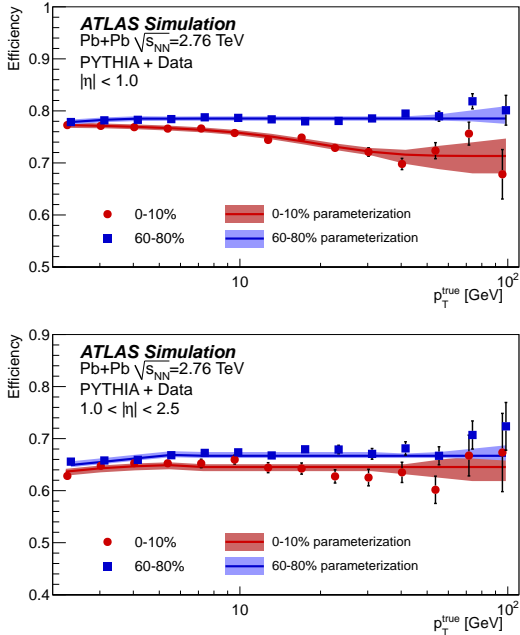 ATLAS Simulation
Pb+Pb √sNN=2.76 TeV
PYTHIA + Data
|η| < 1.0
Efficiency
0.9
0.8
0.7
0.6
0.5
0-10%
60-80%
0-10% parameterization
60-80% parameterization
10
10²
pTtrue [GeV]
ATLAS Simulation
Pb+Pb √sNN=2.76 TeV
PYTHIA + Data
1.0 < |η| < 2.5
Efficiency
0.9
0.8
0.7
0.6
0.5
0.4
0-10%
60-80%
0-10% parameterization
60-80% parameterization
10
10²
pTtrue [GeV]